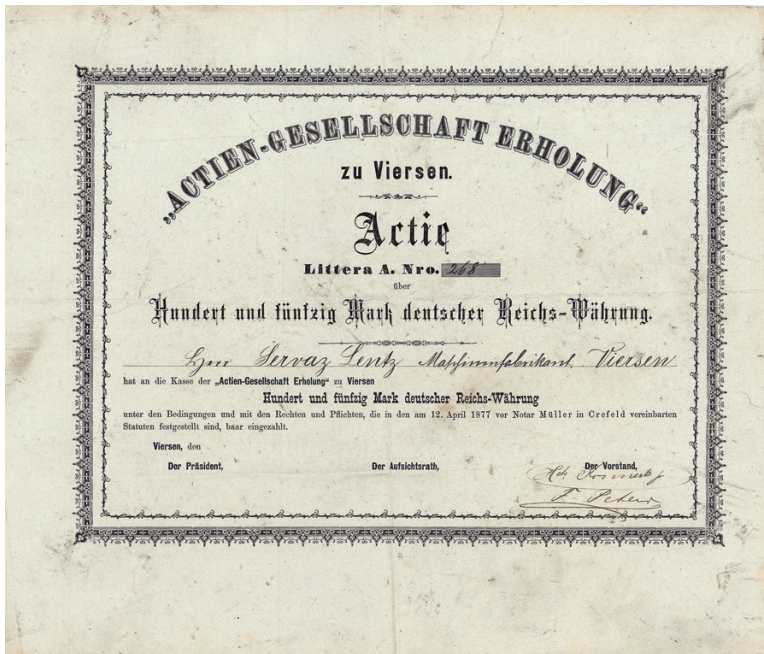 „ACTIEN-GESELLSCHAFT ERHOLUNG“
zu Viersen.
Actie
Littera A. Nro. 268
über
Hundert und fünfzig Mark deutscher Reichs-Währung.
Herr Servaz Lentz Maschinenfabrikant Viersen
hat an die Kasse der „Actien-Gesellschaft Erholung“ zu Viersen
Hundert und fünfzig Mark deutscher Reichs-Währung
unter den Bedingungen und mit den Rechten und Pflichten, die in den am 12. April 1877 vor Notar Müller in Crefeld vereinbarten
Statuten festgestellt sind, baar eingezahlt.
Viersen, den
Der Präsident, Der Aufsichtsrath, Der Vorstand,
F. Peters